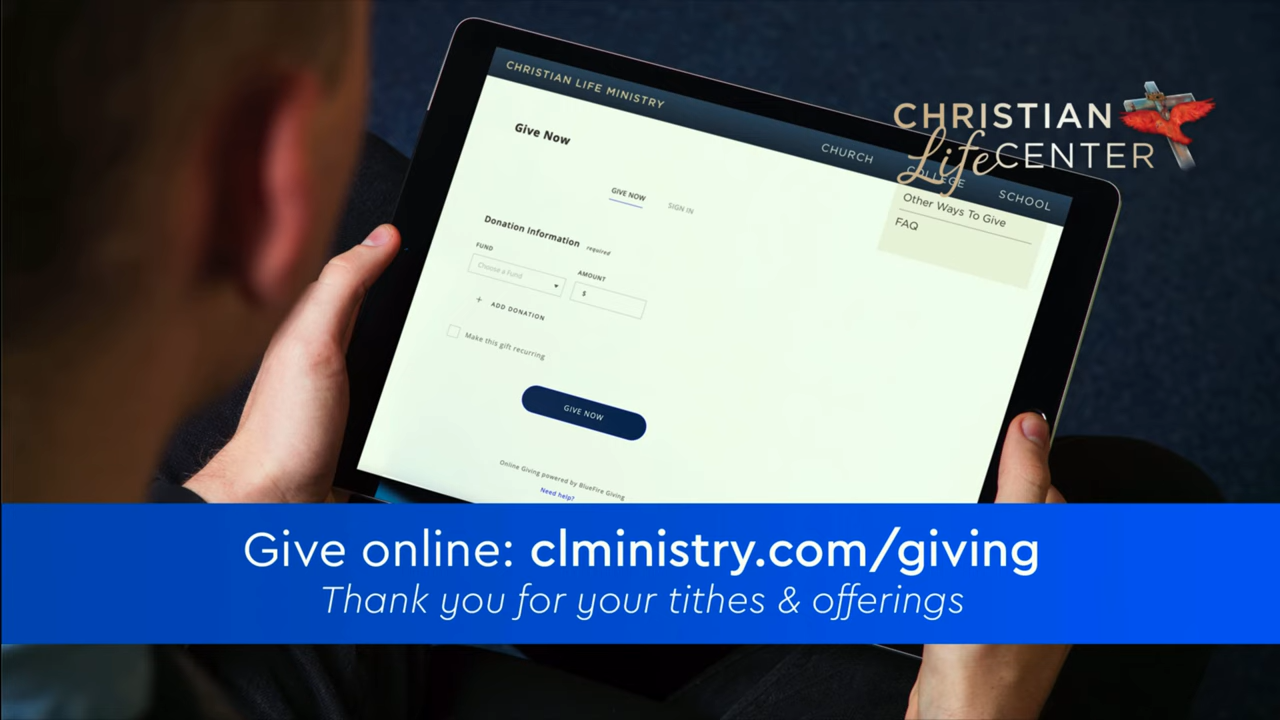 CHRISTIAN LIFE MINISTRY
CHURCH
COLLEGE
SCHOOL
CHRISTIAN
Life CENTER
Give Now
Other Ways To Give
FAQ
GIVE NOW
SIGN IN
Donation Information required
FUND
AMOUNT
Choose a Fund
$
+ ADD DONATION
Make this gift recurring
GIVE NOW
Online Giving powered by BlueFire Giving
Need help?
Give online: clministry.com/giving
Thank you for your tithes & offerings